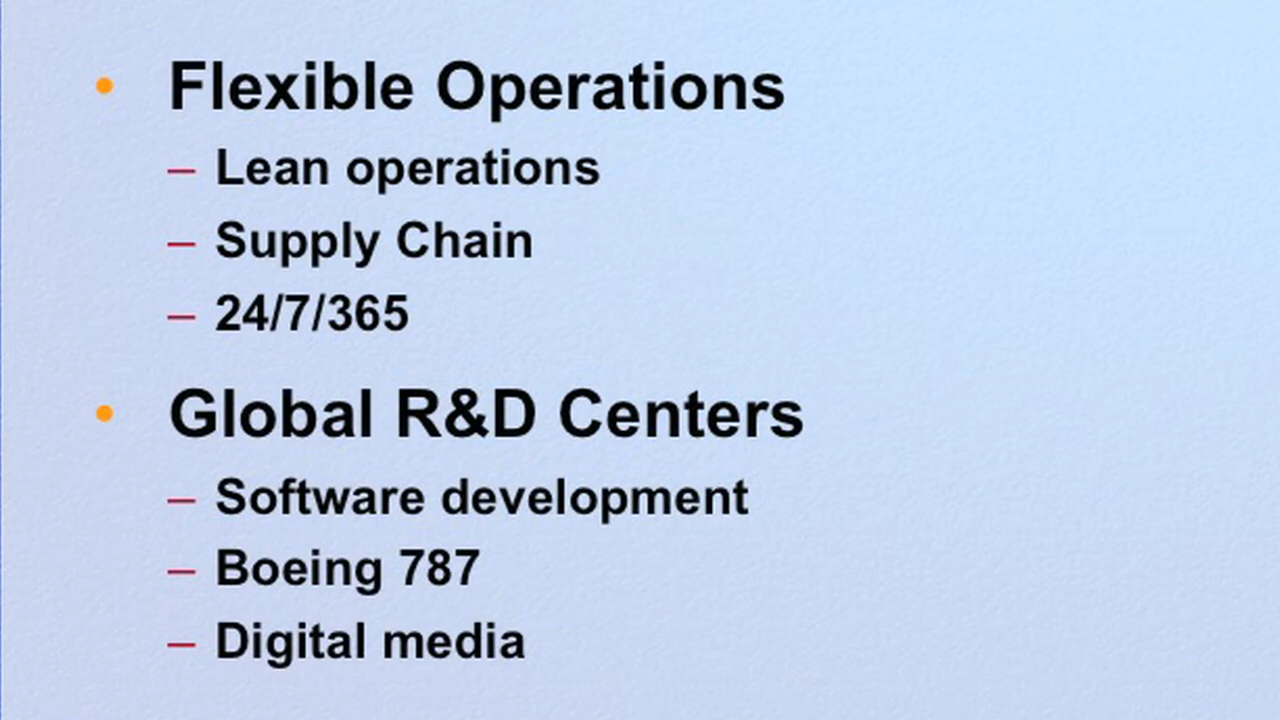 • Flexible Operations
– Lean operations
– Supply Chain
– 24/7/365
• Global R&D Centers
– Software development
– Boeing 787
– Digital media